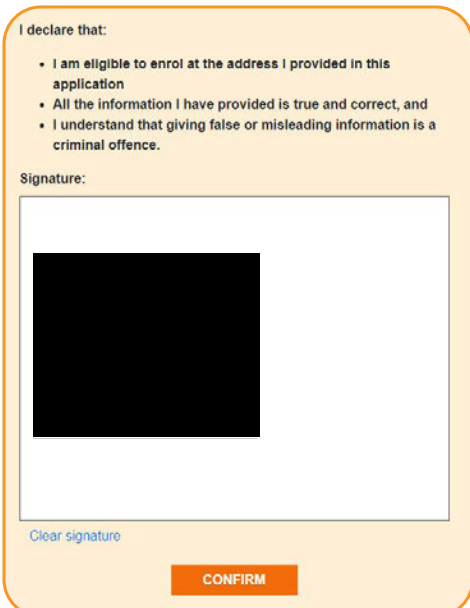 I declare that:
• I am eligible to enrol at the address I provided in this
application
• All the information I have provided is true and correct, and
• I understand that giving false or misleading information is a
criminal offence.
Signature:
Clear signature
CONFIRM